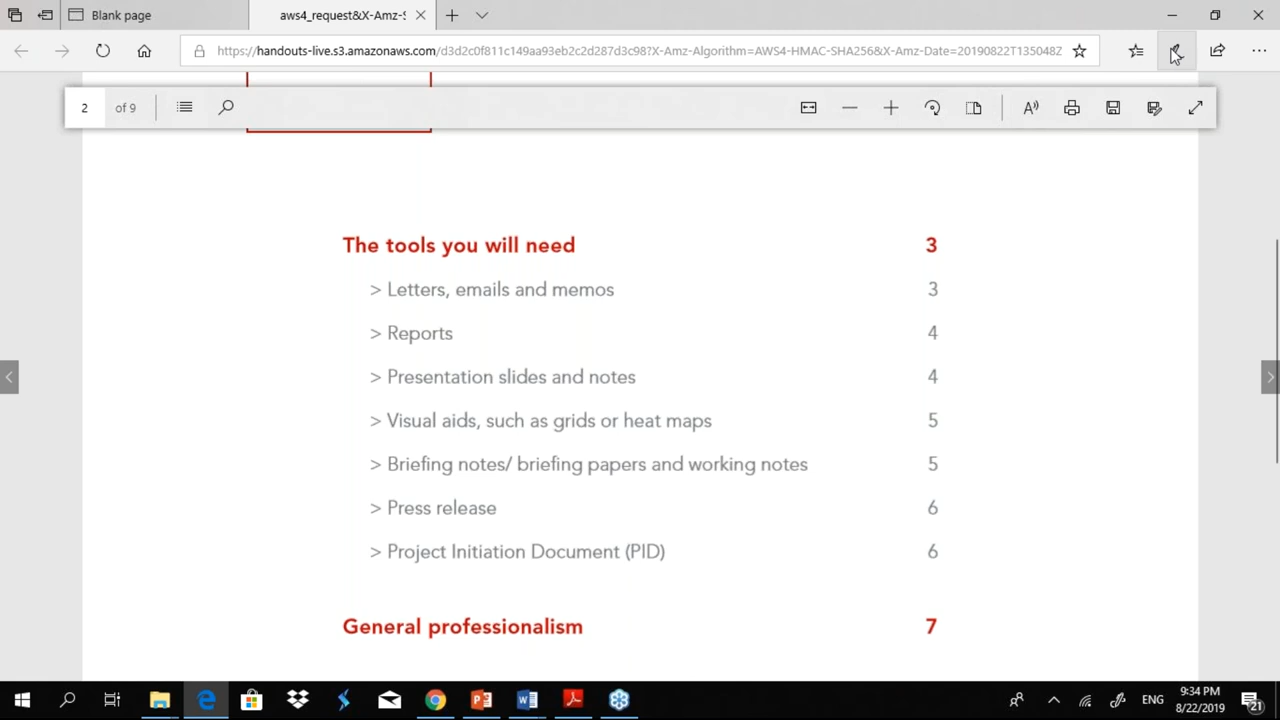 Blank page
aws4_request&X-Amz-S
https://handouts-live.s3.amazonaws.com/d3d2c0f811c149aa93eb2c2d287d3c98?X-Amz-Algorithm=AWS4-HMAC-SHA256&X-Amz-Date=20190822T135048Z
2 of 9
The tools you will need 3
> Letters, emails and memos 3
> Reports 4
> Presentation slides and notes 4
> Visual aids, such as grids or heat maps 5
> Briefing notes/ briefing papers and working notes 5
> Press release 6
> Project Initiation Document (PID) 6
General professionalism 7
ENG
9:34 PM
8/22/2019
21